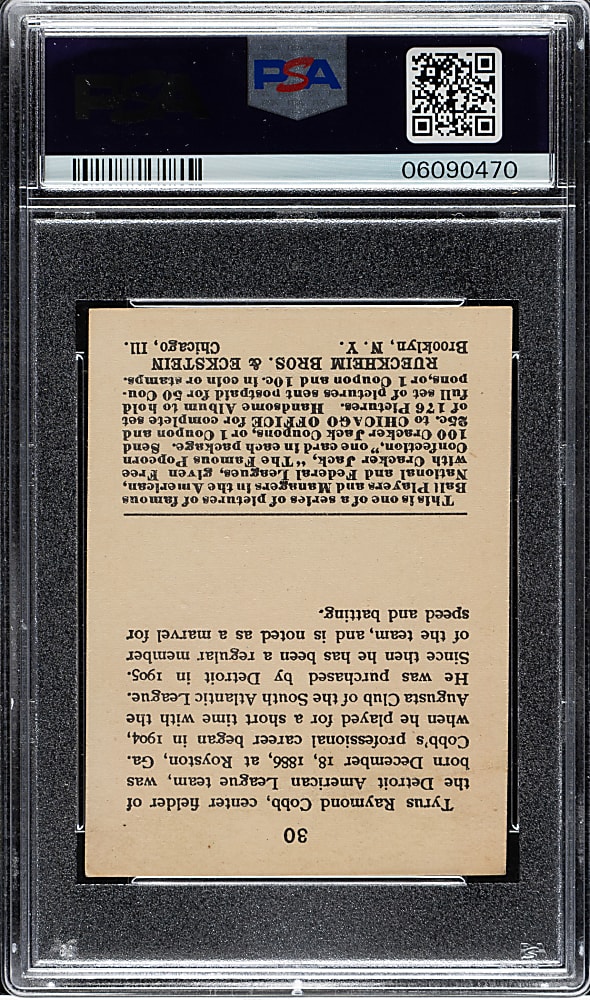 PSA
06090470
30
Tyrus Raymond Cobb, center fielder of
the Detroit American League team, was
born December 18, 1886, at Royston, Ga.
Cobb's professional career began in 1904,
when he played for a short time with the
Augusta Club of the South Atlantic League.
He was purchased by Detroit in 1905.
Since then he has been a regular member
of the team, and is noted as a marvel for
speed and batting.
This is one of a series of pictures of famous
Ball Players and Managers in the American,
National and Federal Leagues, given Free
with Cracker Jack, "The Famous Popcorn
Confection," one card in each package. Send
100 Cracker Jack Coupons, or 1 Coupon and
25c. to CHICAGO OFFICE for complete set
of 176 Pictures. Handsome Album to hold
full set of pictures sent postpaid for 50 Cou-
pons, or 1 Coupon and 10c. in coin or stamps.
RUECKHEIM BROS. & ECKSTEIN
Brooklyn, N. Y. Chicago, Ill.